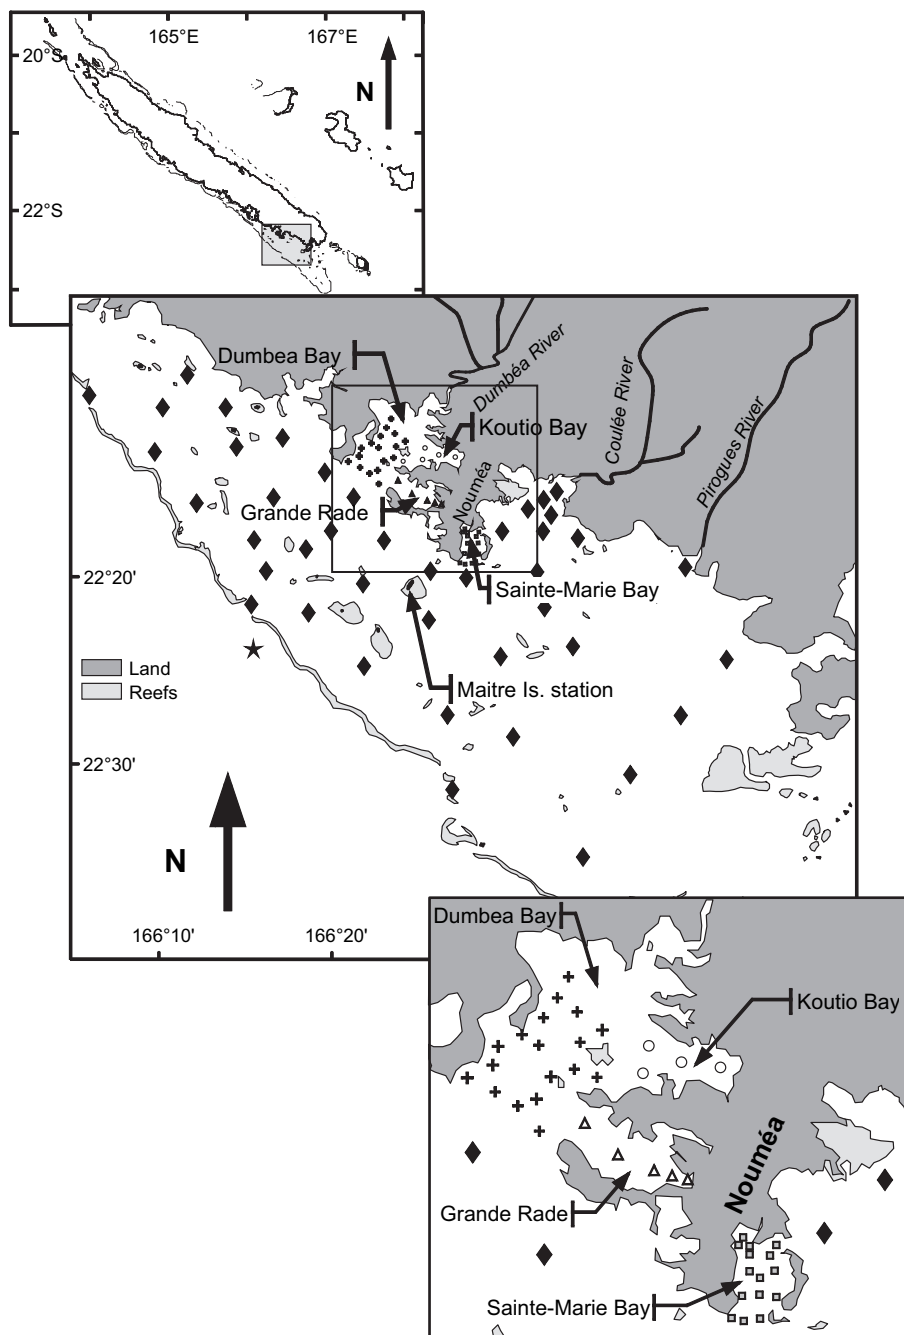 165°E
167°E
20°S
N
22°S
Dumbea Bay
Dumbéa River
Koutio Bay
Coulée River
Pirogues River
Nouméa
Grande Rade
22°20'
Sainte-Marie Bay
Land
Reefs
Maitre Is. station
22°30'
N
166°10'
166°20'
Dumbea Bay
Koutio Bay
Nouméa
Grande Rade
Sainte-Marie Bay